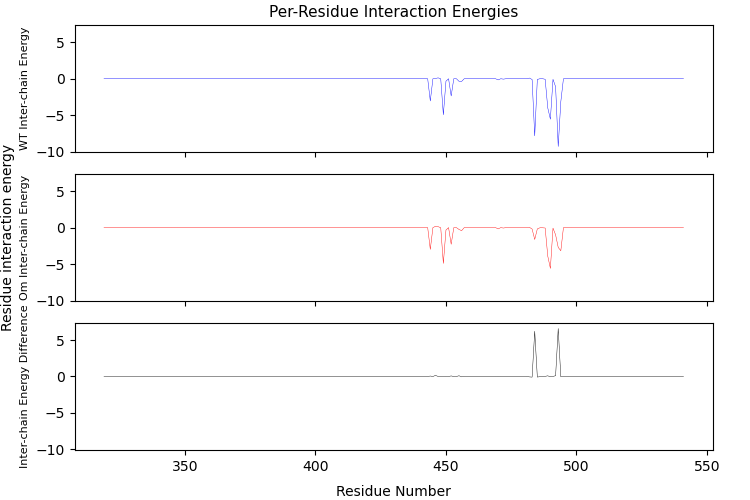 Per-Residue Interaction Energies
WT Inter-chain Energy
5
0
−5
−10
Residue interaction energy
Om Inter-chain Energy
5
0
−5
−10
Inter-chain Energy Difference
5
0
−5
−10
350
400
450
500
550
Residue Number